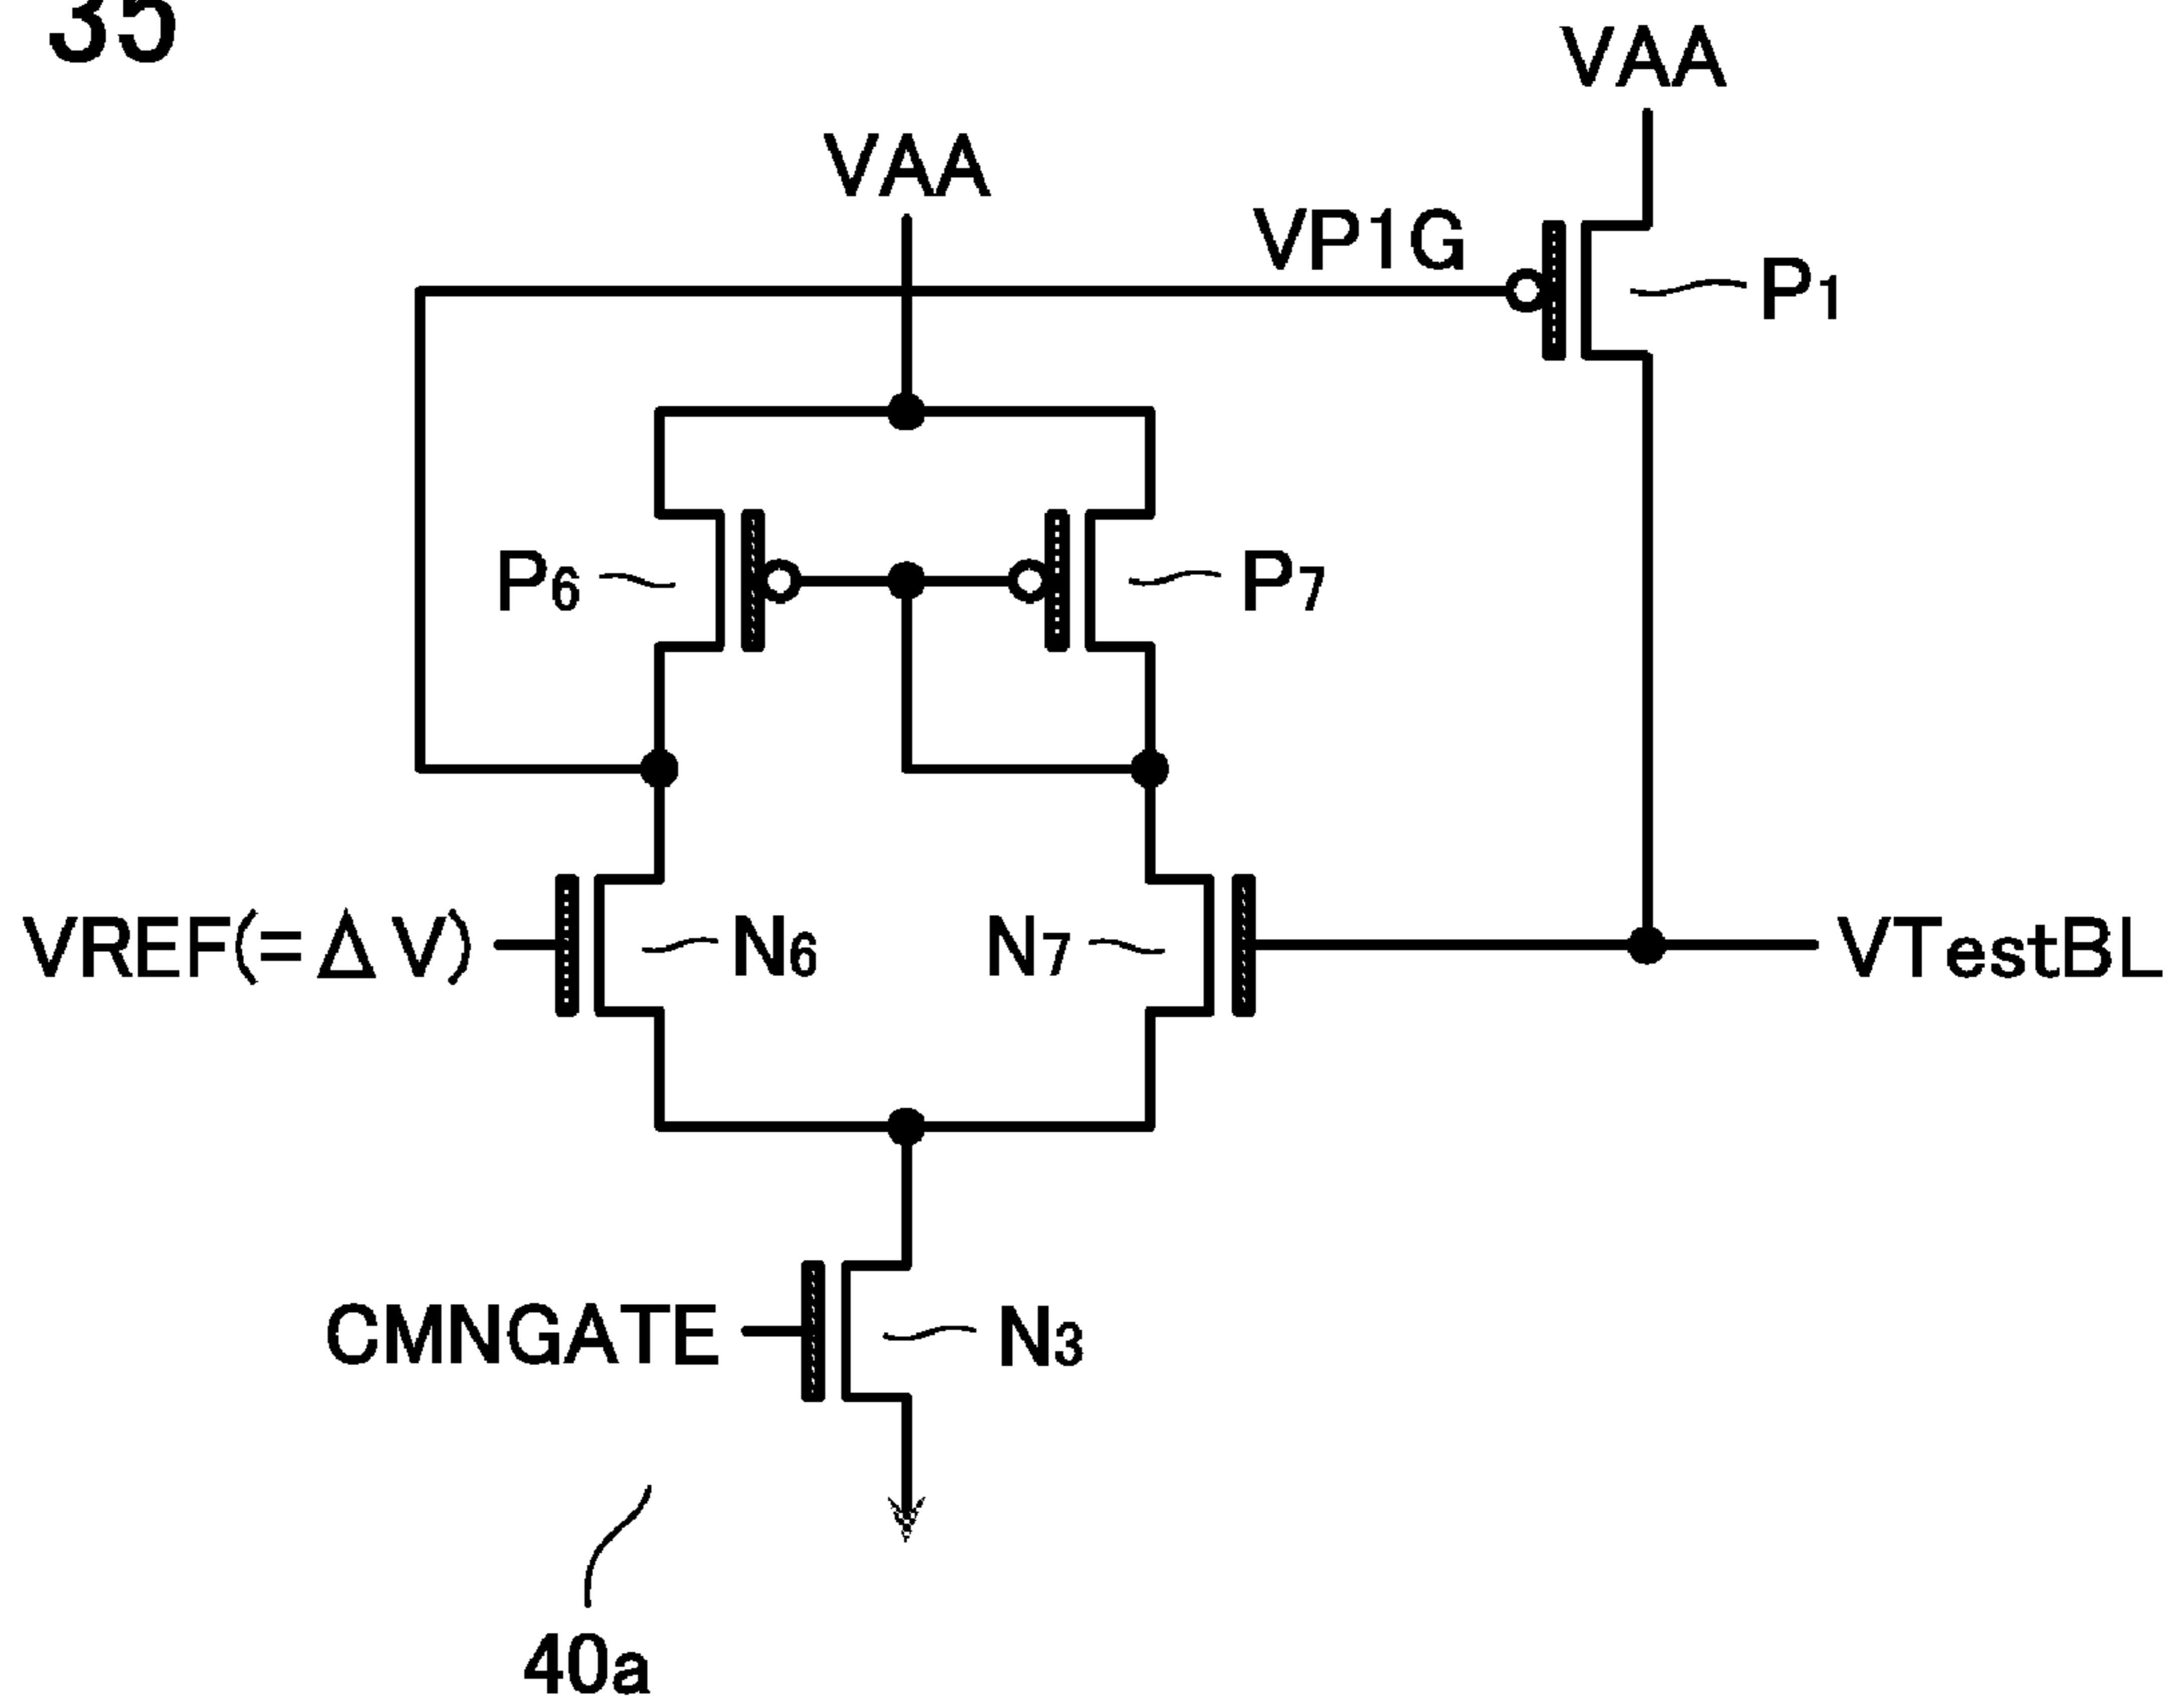 35
VAA
VAA
VP1G
P1
P6
P7
VREF(=ΔV)
N6
N7
VTestBL
CMNGATE
N3
40a